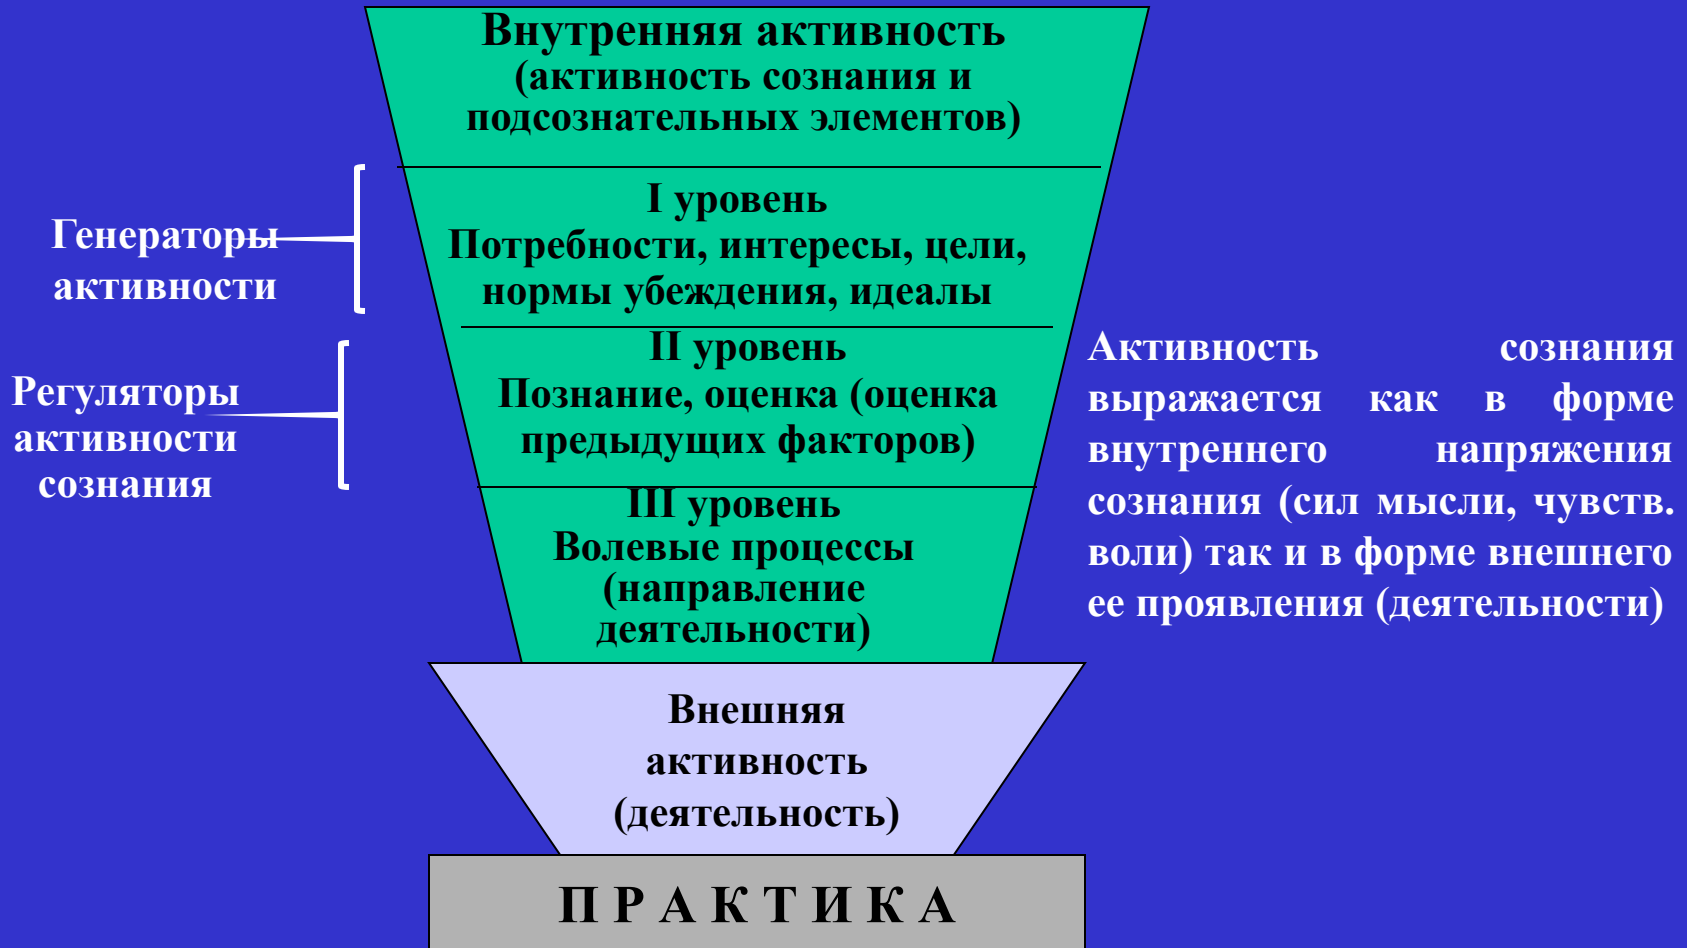 Внутренняя активность
(активность сознания и
подсознательных элементов)
Генераторы
активности
I уровень
Потребности, интересы, цели,
нормы убеждения, идеалы
Регуляторы
активности
сознания
II уровень
Познание, оценка (оценка
предыдущих факторов)
III уровень
Волевые процессы
(направление
деятельности)
Активность сознания
выражается как в форме
внутреннего напряжения
сознания (сил мысли, чувств.
воли) так и в форме внешнего
ее проявления (деятельности)
Внешняя
активность
(деятельность)
П Р А К Т И К А